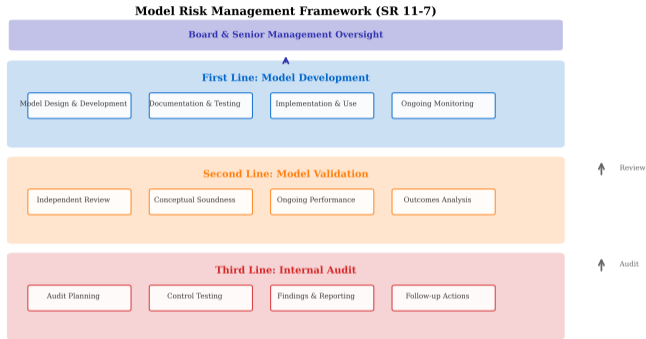 Model Risk Management Framework (SR 11-7)
Board & Senior Management Oversight
First Line: Model Development
Model Design & Development
Documentation & Testing
Implementation & Use
Ongoing Monitoring
Second Line: Model Validation
Review
Independent Review
Conceptual Soundness
Ongoing Performance
Outcomes Analysis
Third Line: Internal Audit
Audit
Audit Planning
Control Testing
Findings & Reporting
Follow-up Actions